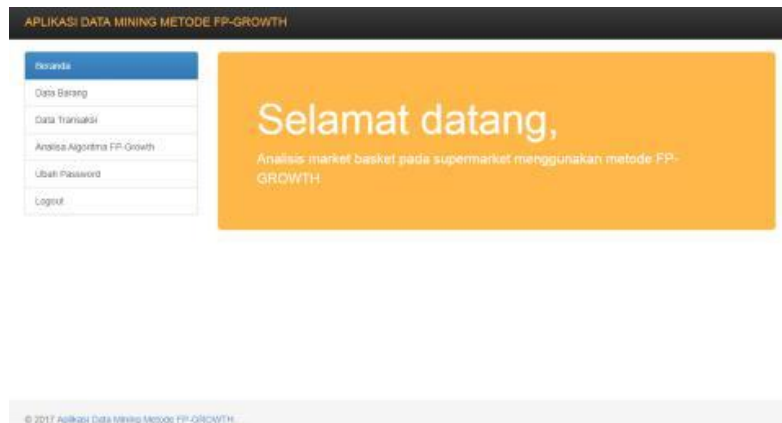 APLIKASI DATA MINING METODE FP-GROWTH
Beranda
Data Barang
Data Transaksi
Analisa Algoritma FP-Growth
Ubah Password
Logout
Selamat datang,
Analisis market basket pada supermarket menggunakan metode FP-
GROWTH
© 2017 Aplikasi Data Mining Metode FP-GROWTH